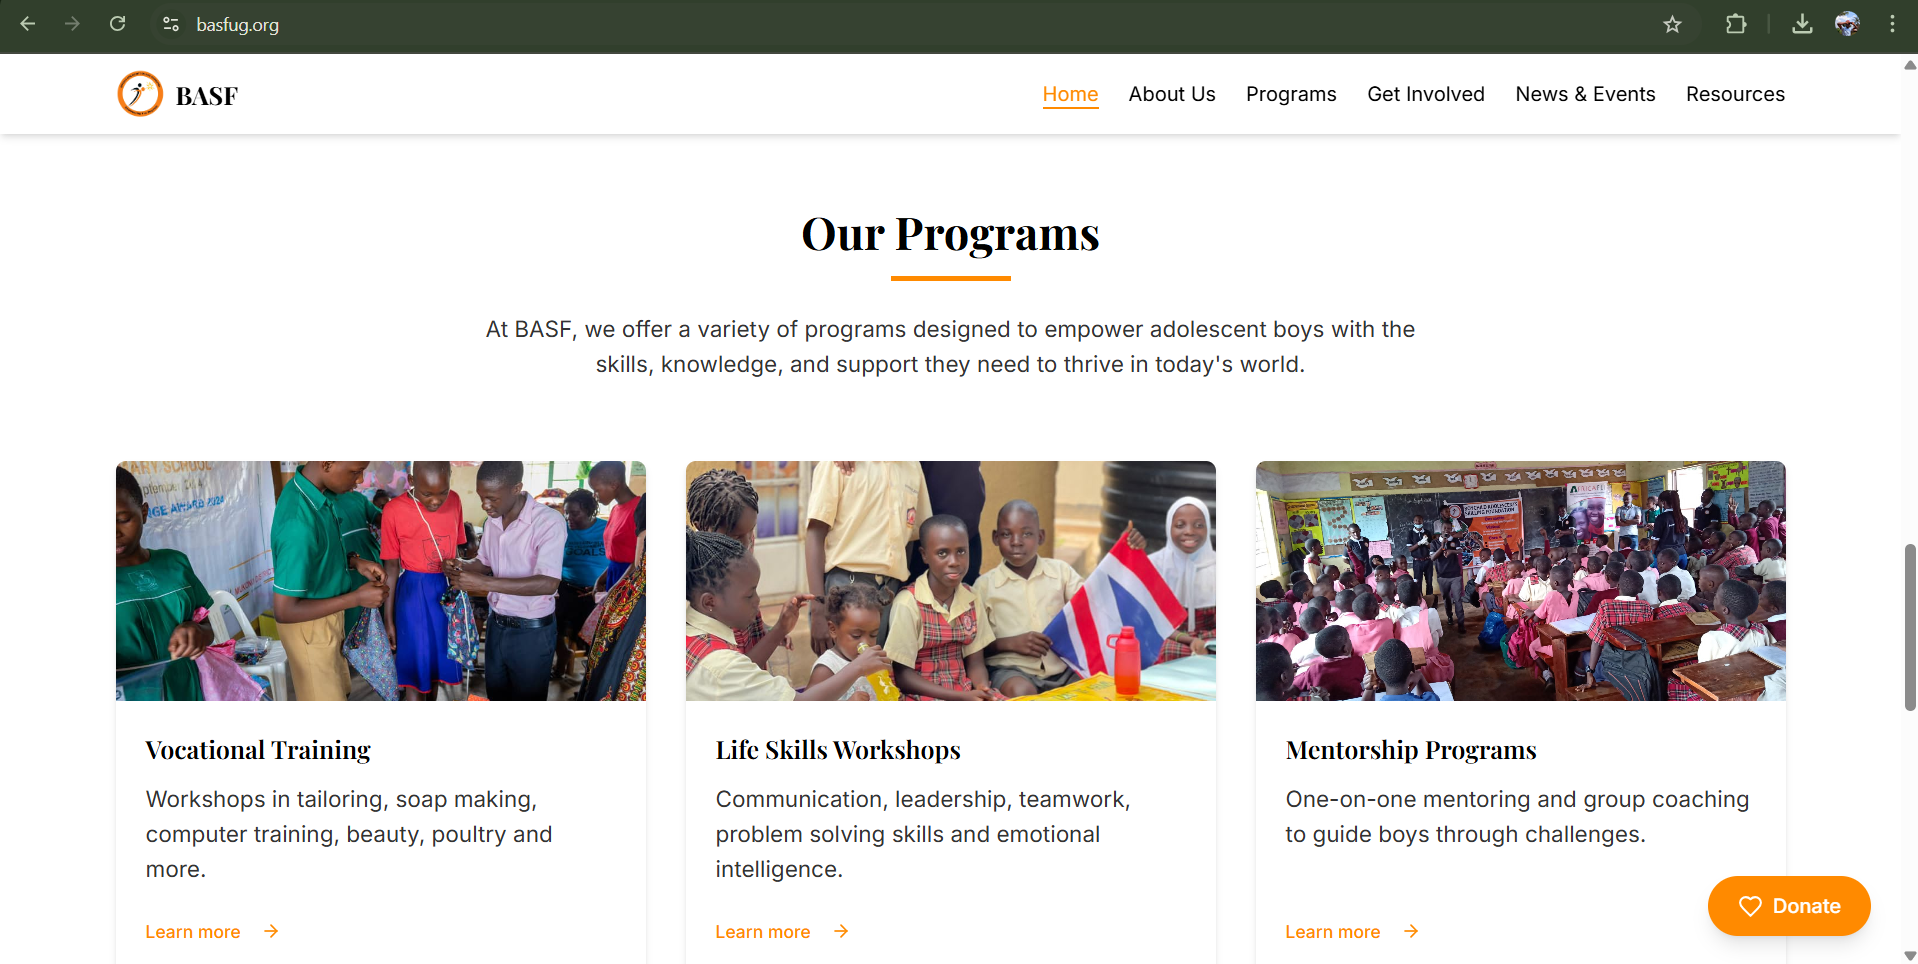 basfug.org
BASF
Home
About Us
Programs
Get Involved
News & Events
Resources
Our Programs
At BASF, we offer a variety of programs designed to empower adolescent boys with the
skills, knowledge, and support they need to thrive in today's world.
Vocational Training
Workshops in tailoring, soap making,
computer training, beauty, poultry and
more.
Learn more
Life Skills Workshops
Communication, leadership, teamwork,
problem solving skills and emotional
intelligence.
Learn more
Mentorship Programs
One-on-one mentoring and group coaching
to guide boys through challenges.
Learn more
Donate